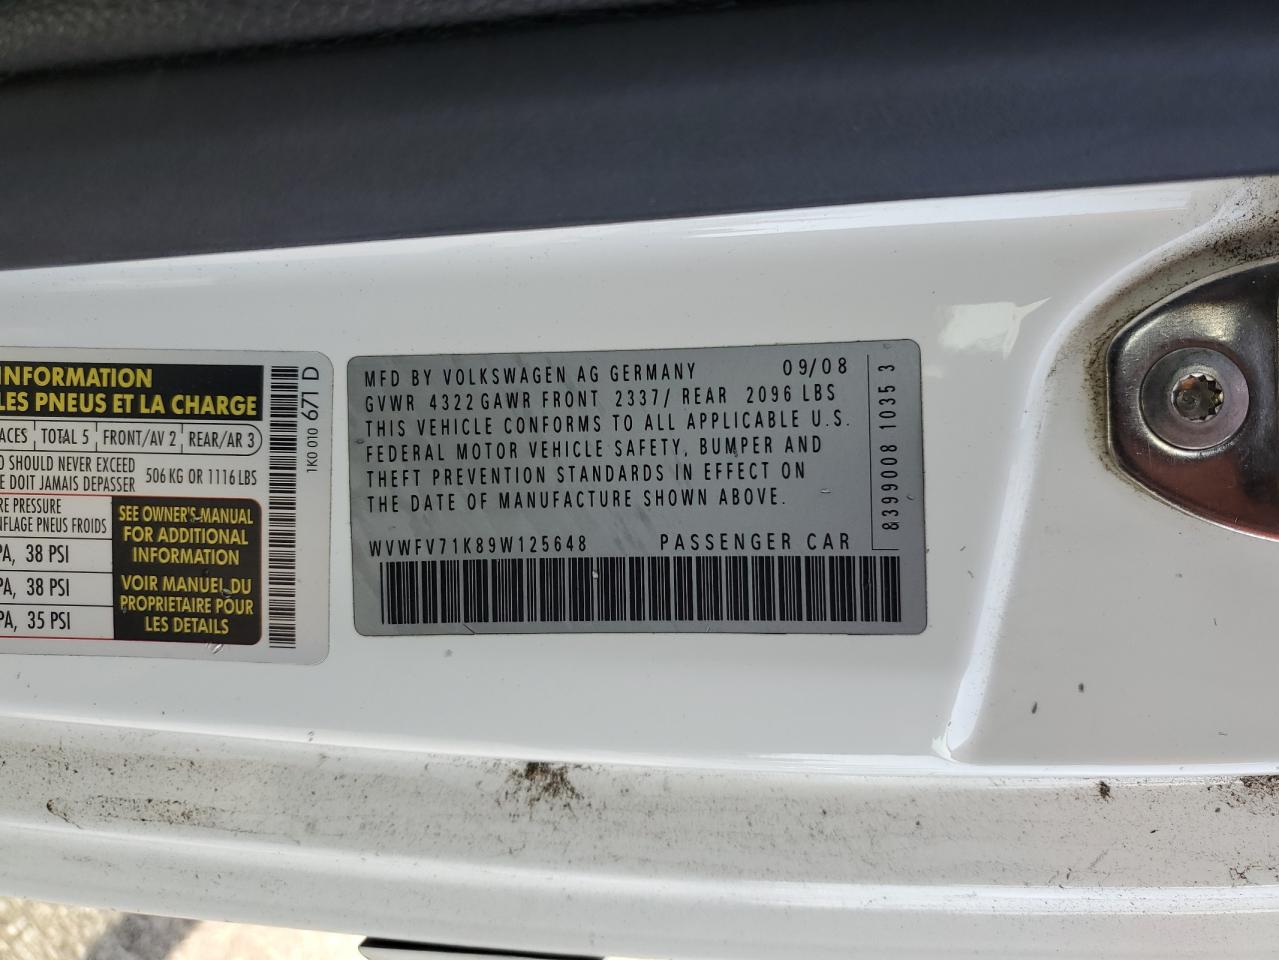 INFORMATION
LES PNEUS ET LA CHARGE
ACES TOTAL 5 FRONT/AV 2 REAR/AR 3
O SHOULD NEVER EXCEED
E DOIT JAMAIS DEPASSER
506 KG OR 1116 LBS
RE PRESSURE
NFLAGE PNEUS FROIDS
PA, 38 PSI
PA, 38 PSI
PA, 35 PSI
SEE OWNER'S MANUAL
FOR ADDITIONAL
INFORMATION
VOIR MANUEL DU
PROPRIETAIRE POUR
LES DETAILS
1K0 010 671 D
MFD BY VOLKSWAGEN AG GERMANY 09/08
GVWR 4322 GAWR FRONT 2337/ REAR 2096 LBS
THIS VEHICLE CONFORMS TO ALL APPLICABLE U.S.
FEDERAL MOTOR VEHICLE SAFETY, BUMPER AND
THEFT PREVENTION STANDARDS IN EFFECT ON
THE DATE OF MANUFACTURE SHOWN ABOVE.
WVWFV71K89W125648 PASSENGER CAR
8399008 1035 3